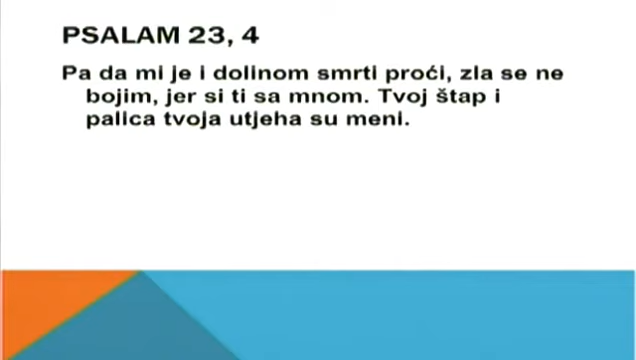 PSALAM 23, 4
Pa da mi je i dolinom smrti proći, zla se ne
bojim, jer si ti sa mnom. Tvoj štap i
palica tvoja utjeha su meni.